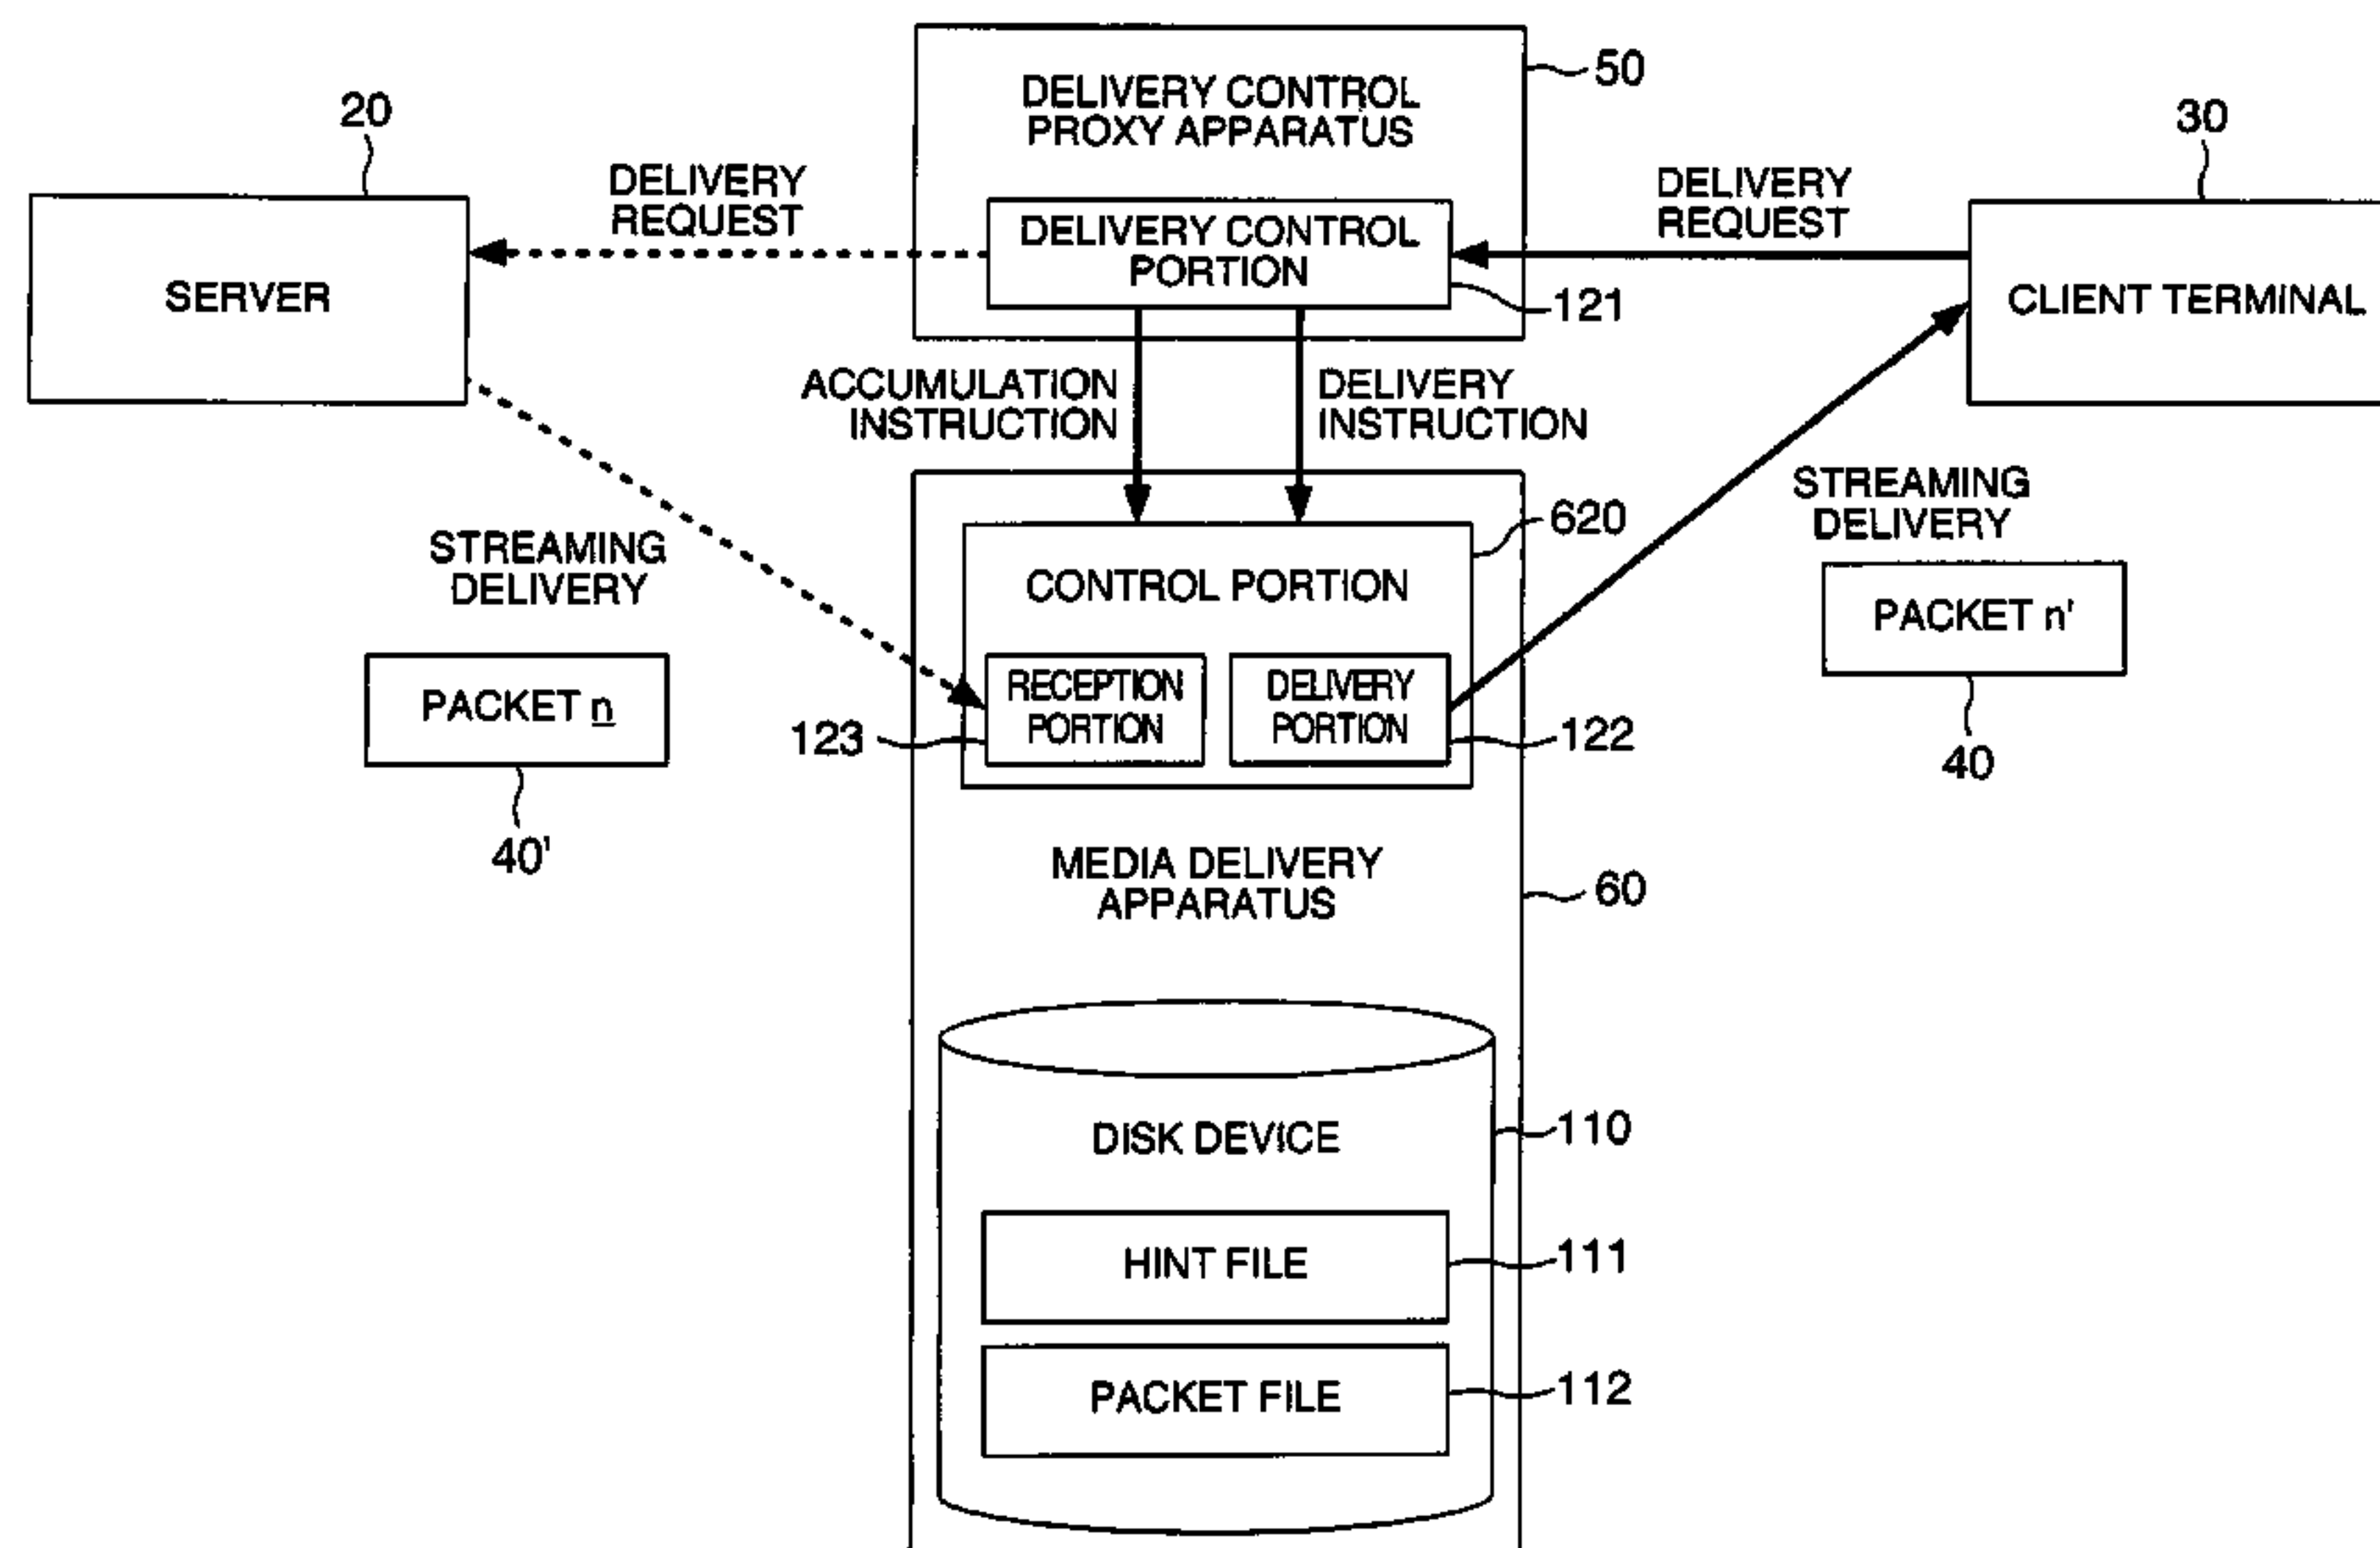 DELIVERY CONTROL
PROXY APPARATUS
50
20
30
DELIVERY
REQUEST
DELIVERY
REQUEST
DELIVERY CONTROL
PORTION
121
SERVER
CLIENT TERMINAL
ACCUMULATION
INSTRUCTION
DELIVERY
INSTRUCTION
STREAMING
DELIVERY
620
STREAMING
DELIVERY
CONTROL PORTION
PACKET n'
40
PACKET n
40'
RECEPTION
PORTION
123
DELIVERY
PORTION
122
MEDIA DELIVERY
APPARATUS
60
DISK DEVICE
110
HINT FILE
111
PACKET FILE
112